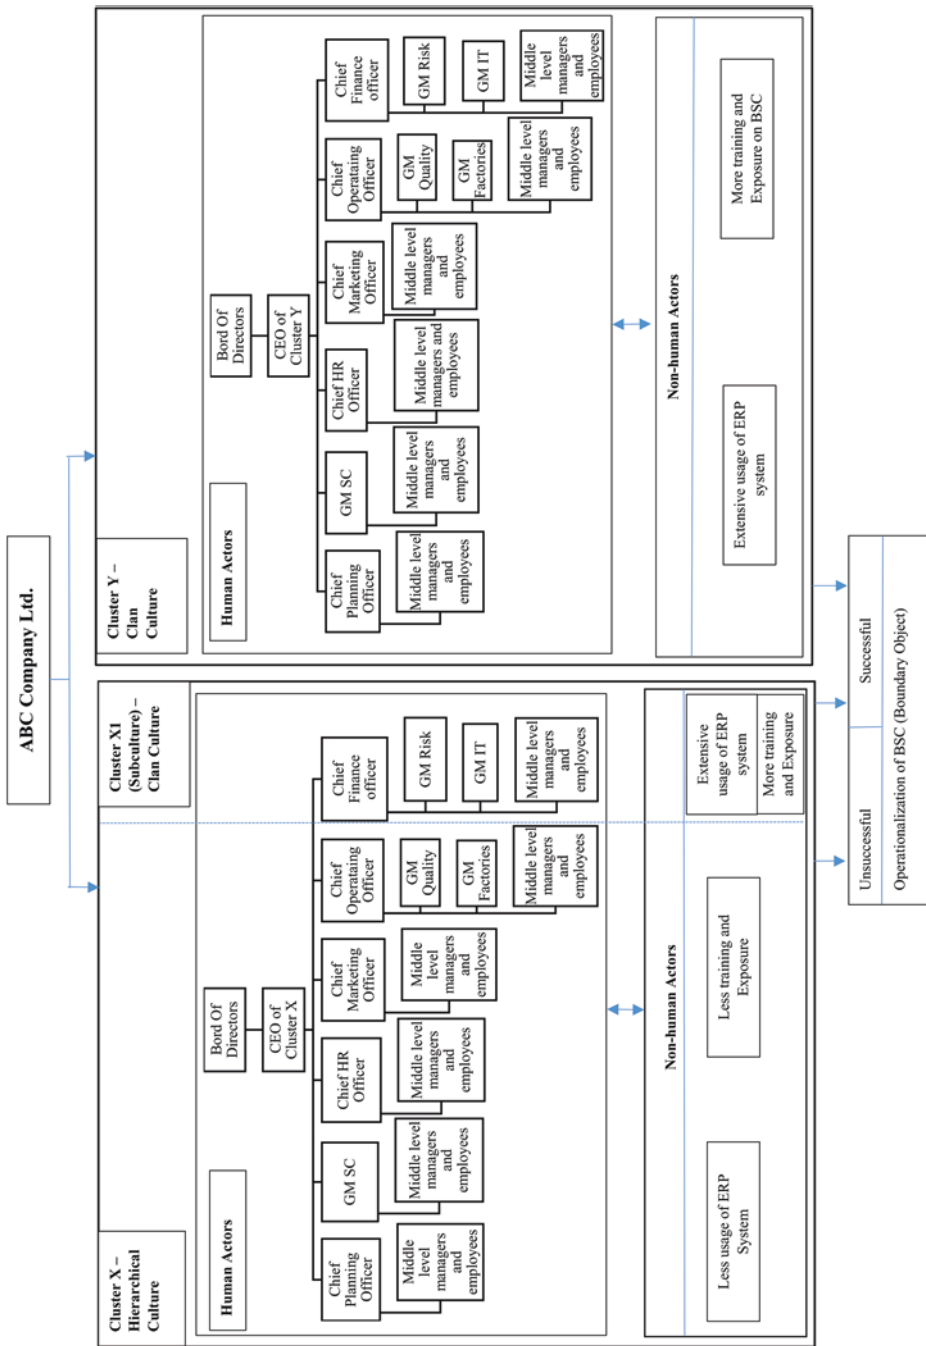 ABC Company Ltd.
Cluster X –
Hierarchical
Culture
Cluster X1
(Subculture) –
Clan Culture
Human Actors
Bord Of
Directors
CEO of
Cluster X
Chief
Planning
Officer
Middle
level
managers
and
employees
GM SC
Middle level
managers
and
employees
Chief HR
Officer
Middle level
managers
and
employees
Chief
Marketing
Officer
Middle
level
managers
and
employees
Chief
Operataing
Officer
GM
Quality
GM
Factories
Middle level
managers
and
employees
Chief
Finance
officer
GM Risk
GM IT
Middle level
managers
and
employees
Non-human Actors
Less usage of ERP
System
Less training and
Exposure
Extensive
usage of ERP
system
More training
and Exposure
Cluster Y –
Clan
Culture
Human Actors
Bord Of
Directors
CEO of
Cluster Y
Chief
Planning
Officer
Middle level
managers
and
employees
GM SC
Middle level
managers
and
employees
Chief HR
Officer
Middle level
managers and
employees
Chief
Marketing
Officer
Middle level
managers
and
employees
Chief
Operataing
Officer
GM
Quality
GM
Factories
Middle level
managers
and
employees
Chief
Finance
officer
GM Risk
GM IT
Middle
level
managers
and
employees
Non-human Actors
Extensive usage of ERP
system
More training and
Exposure on BSC
Unsuccessful
Successful
Operationalization of BSC (Boundary Object)